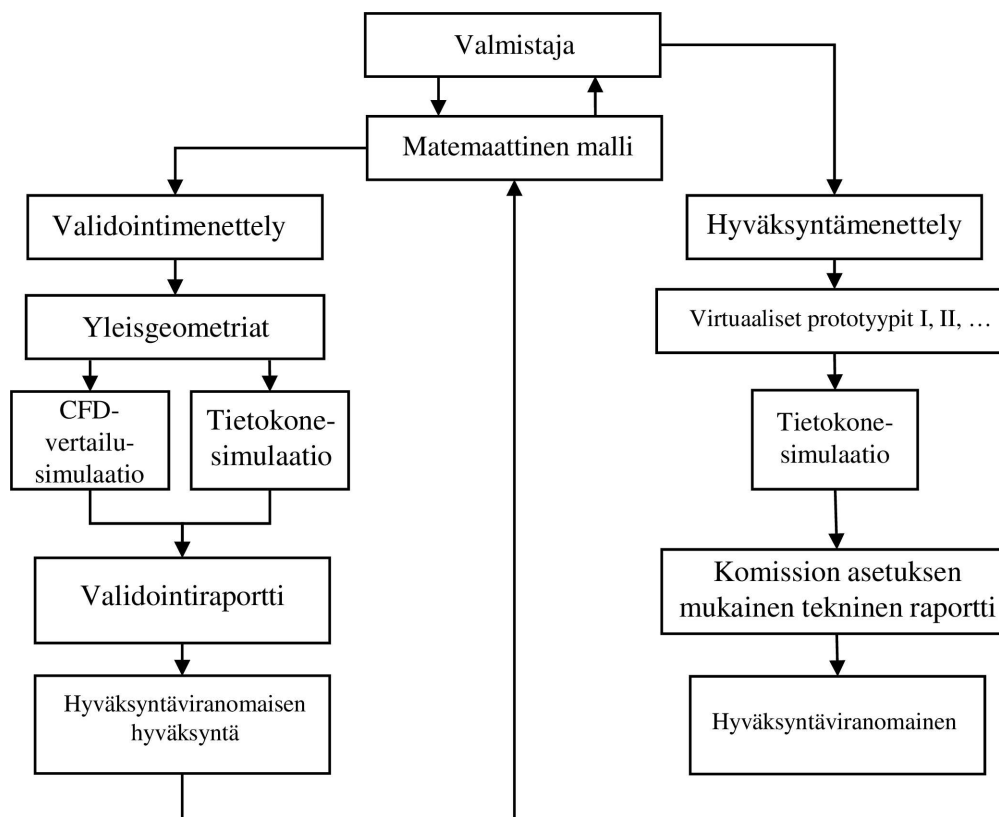 Valmistaja
Matemaattinen malli
Validointimenettely
Yleisgeometriat
CFD-
vertailu-
simulaatio
Tietokone-
simulaatio
Validointiraportti
Hyväksyntäviranomaisen
hyväksyntä
Hyväksyntämenettely
Virtuaaliset prototyypit I, II, …
Tietokone-
simulaatio
Komission asetuksen
mukainen tekninen raportti
Hyväksyntäviranomainen